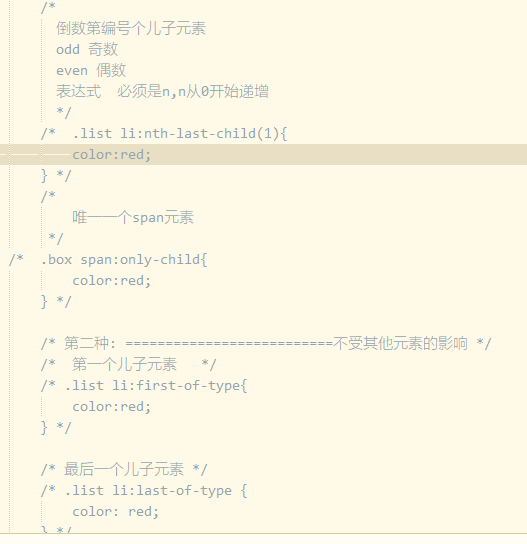 /*
倒数第编号个儿子元素
odd 奇数
even 偶数
表达式  必须是n,n从0开始递增
*/
/*  .list li:nth-last-child(1){
color:red;
} */
/*
唯一一个span元素
*/
/*  .box span:only-child{
color:red;
} */
/* 第二种: ==========================不受其他元素的影响 */
/*  第一个儿子元素   */
/* .list li:first-of-type{
color:red;
} */
/* 最后一个儿子元素 */
/* .list li:last-of-type {
color: red;
} */